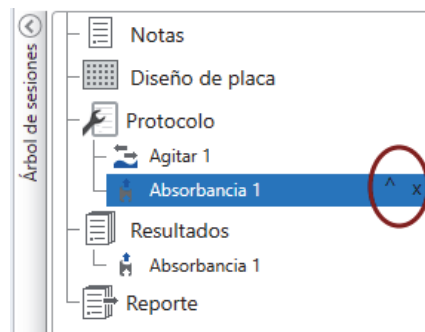 Árbol de sesiones
Notas
Diseño de placa
Protocolo
Agitar 1
Absorbancia 1 ^ x
Resultados
Absorbancia 1
Reporte